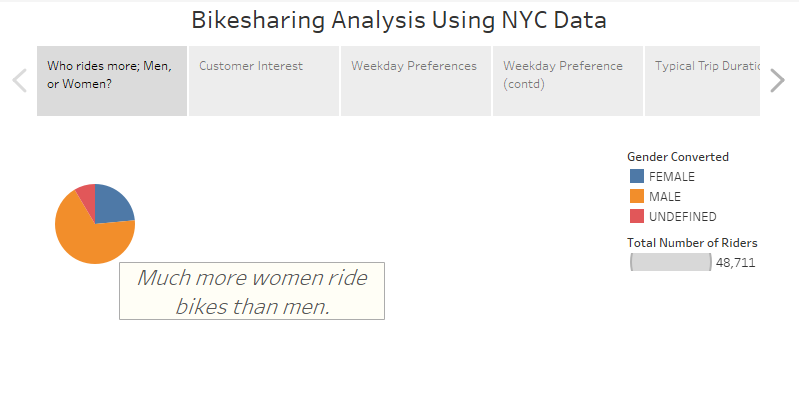 Bikesharing Analysis Using NYC Data
Who rides more; Men,
or Women?
Customer Interest
Weekday Preferences
Weekday Preference
(contd)
Typical Trip
Gender Converted
FEMALE
MALE
UNDEFINED
Total Number of Riders
48,711
Much more women ride
bikes than men.